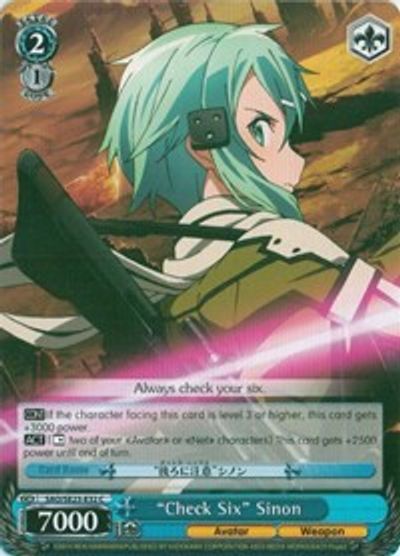 LEVEL
2
1
Always check your six.
CONT If the character facing this card is level 3 or higher, this card gets
+3000 power.
ACT [ Two of your «Avatar» or «Net» characters] This card gets +2500
power until end of turn.
Card Name
"後ろに注意"シノン
7000
"Check Six" Sinon
Avatar
Weapon